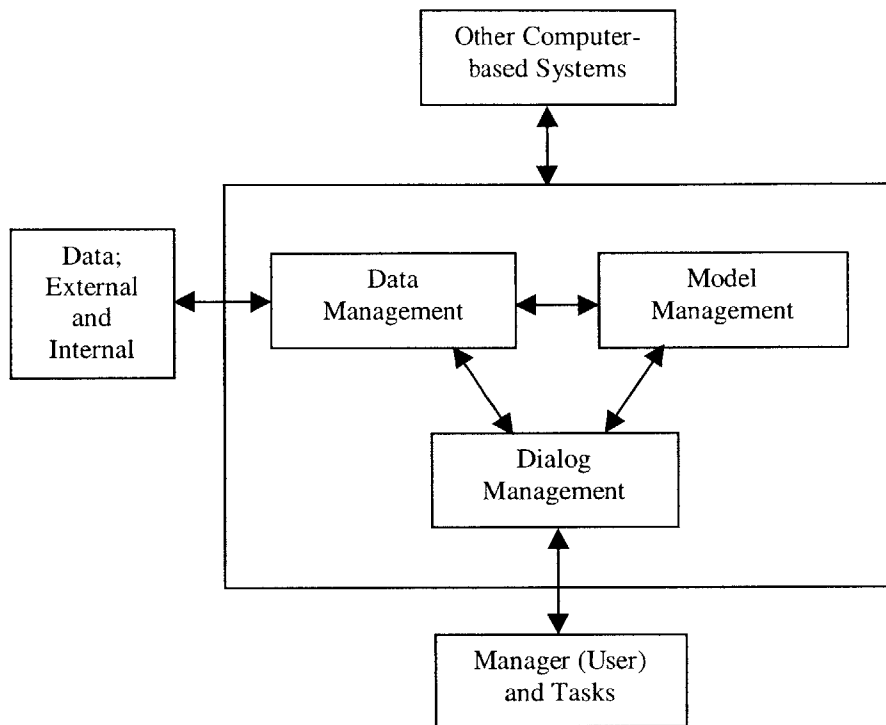 Other Computer-
based Systems
Data;
External
and
Internal
Data
Management
Model
Management
Dialog
Management
Manager (User)
and Tasks